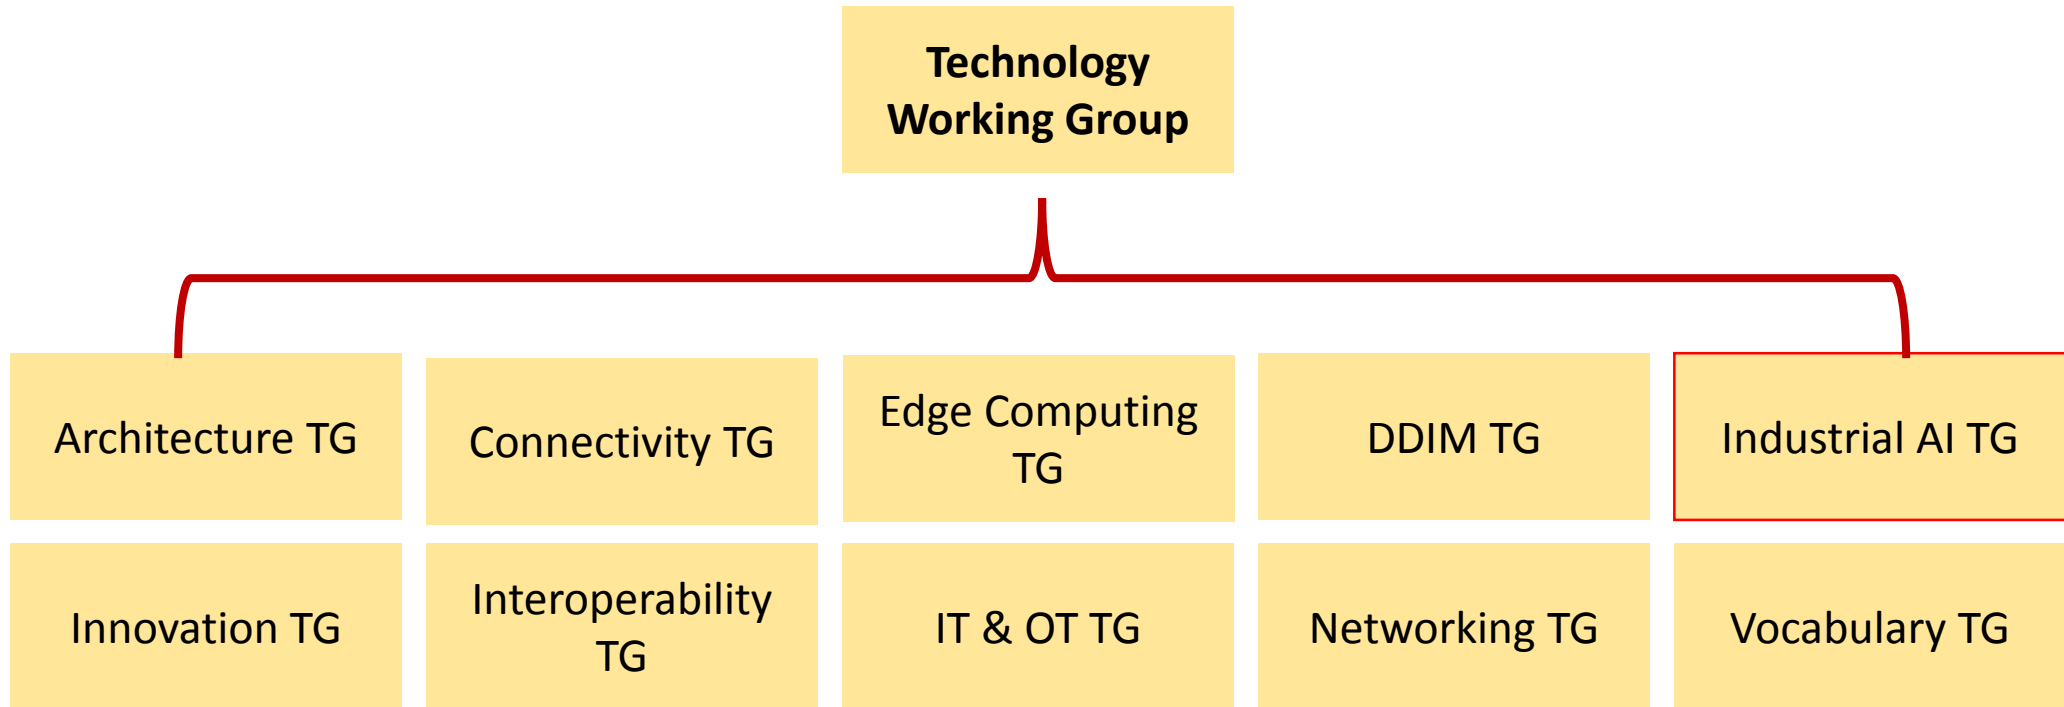 Technology
Working Group
Architecture TG
Connectivity TG
Edge Computing
TG
DDIM TG
Industrial AI TG
Innovation TG
Interoperability
TG
IT & OT TG
Networking TG
Vocabulary TG